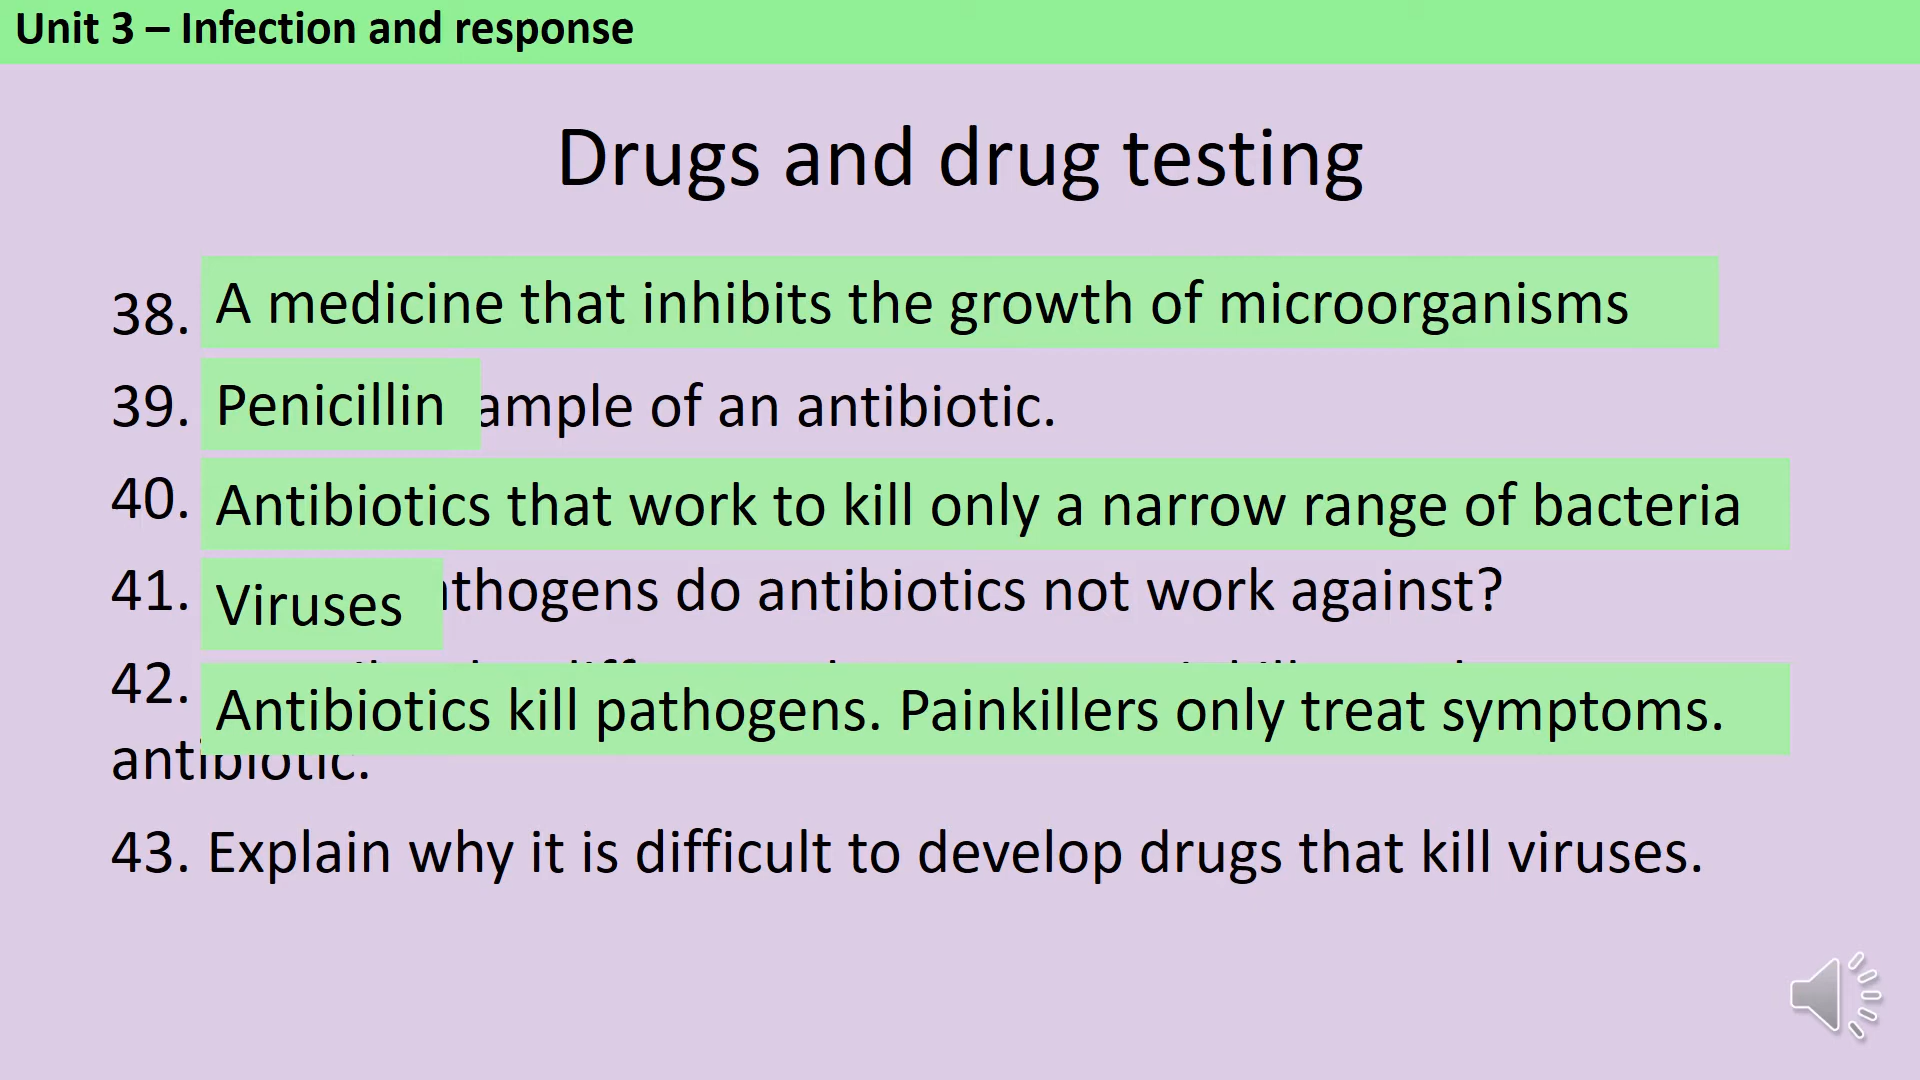 Unit 3 – Infection and response
Drugs and drug testing
38. A medicine that inhibits the growth of microorganisms
39. Penicillin ample of an antibiotic.
40. Antibiotics that work to kill only a narrow range of bacteria
41. Viruses thogens do antibiotics not work against?
42. Antibiotics kill pathogens. Painkillers only treat symptoms.
antibiotic.
43. Explain why it is difficult to develop drugs that kill viruses.